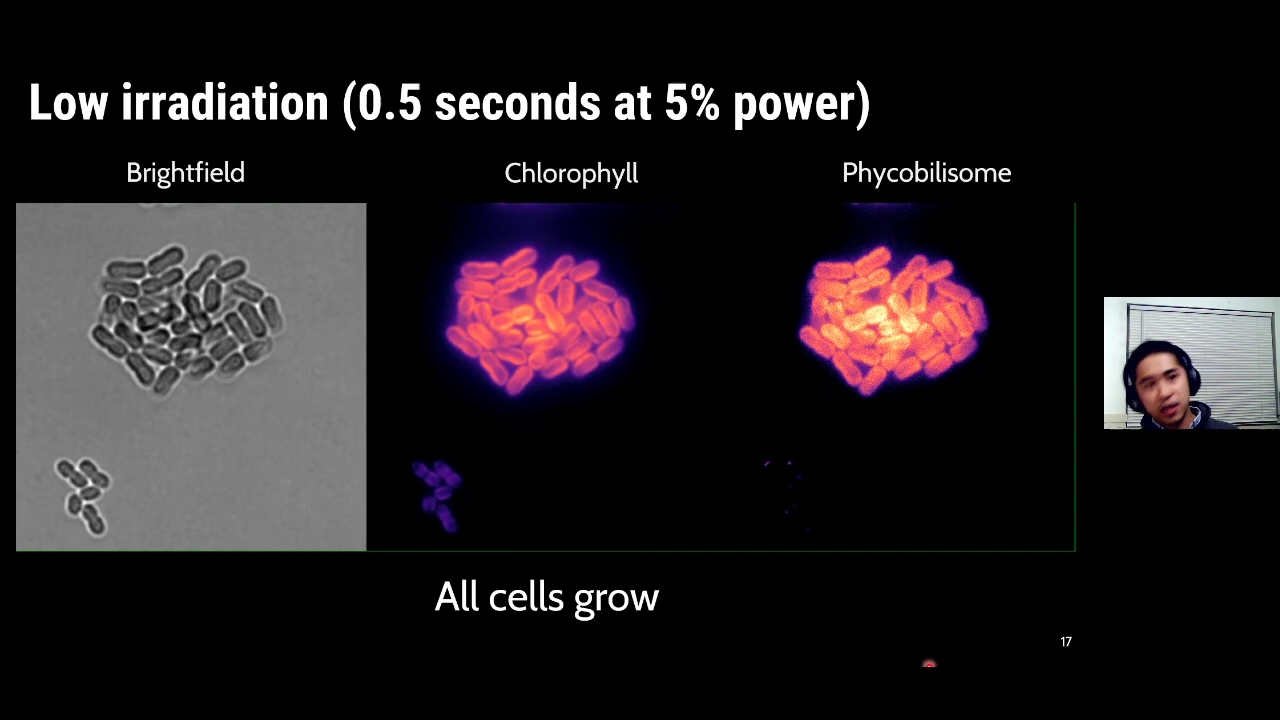 Low irradiation (0.5 seconds at 5% power)
Brightfield
Chlorophyll
Phycobilisome
All cells grow
17